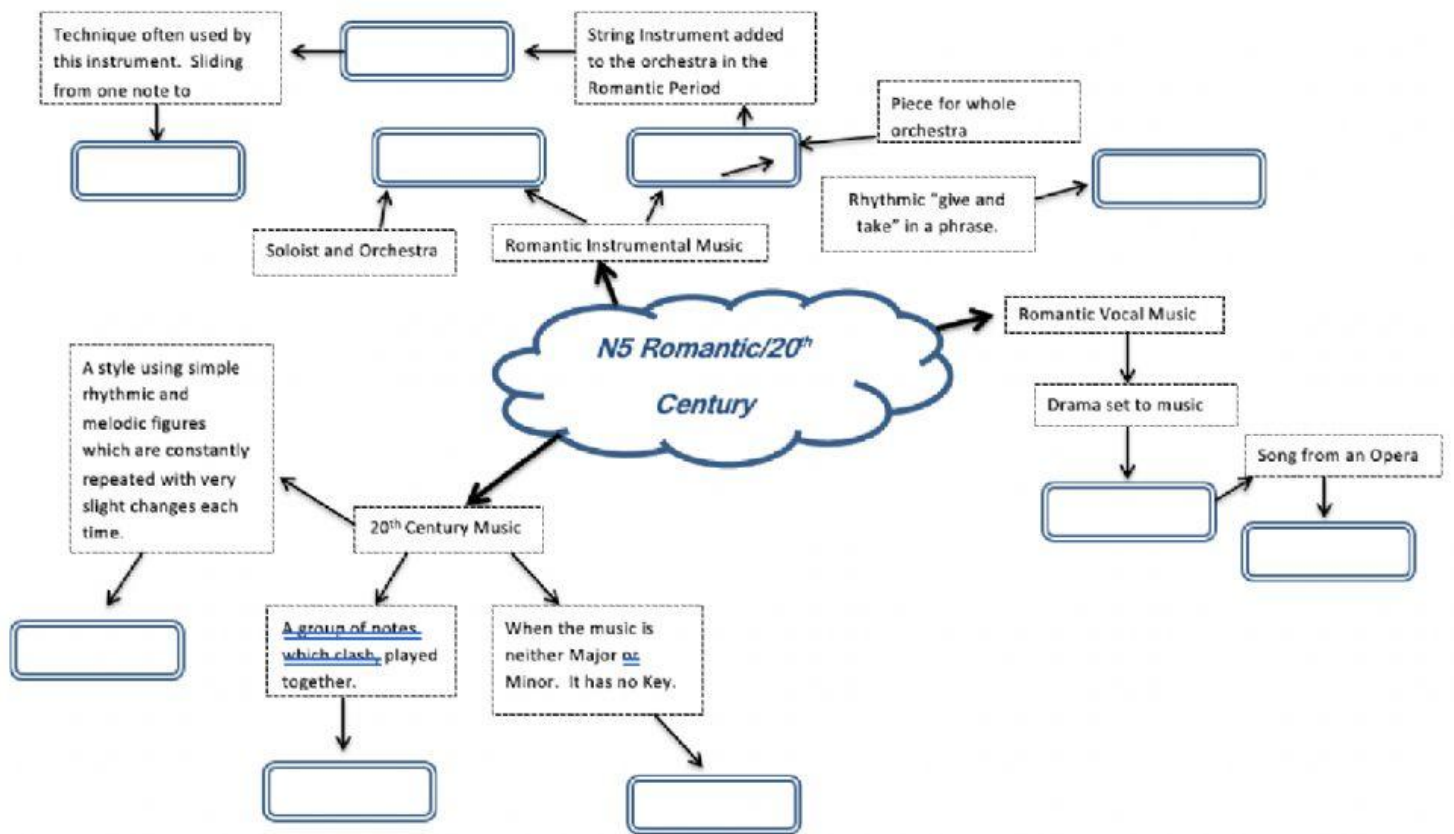 Technique often used by
this instrument. Sliding
from one note to
String Instrument added
to the orchestra in the
Romantic Period
Piece for whole
orchestra
Rhythmic "give and
take" in a phrase.
Soloist and Orchestra
Romantic Instrumental Music
N5 Romantic/20th
Century
Romantic Vocal Music
Drama set to music
Song from an Opera
A style using simple
rhythmic and
melodic figures
which are constantly
repeated with very
slight changes each
time.
20th Century Music
A group of notes
which clash, played
together.
When the music is
neither Major or
Minor. It has no Key.